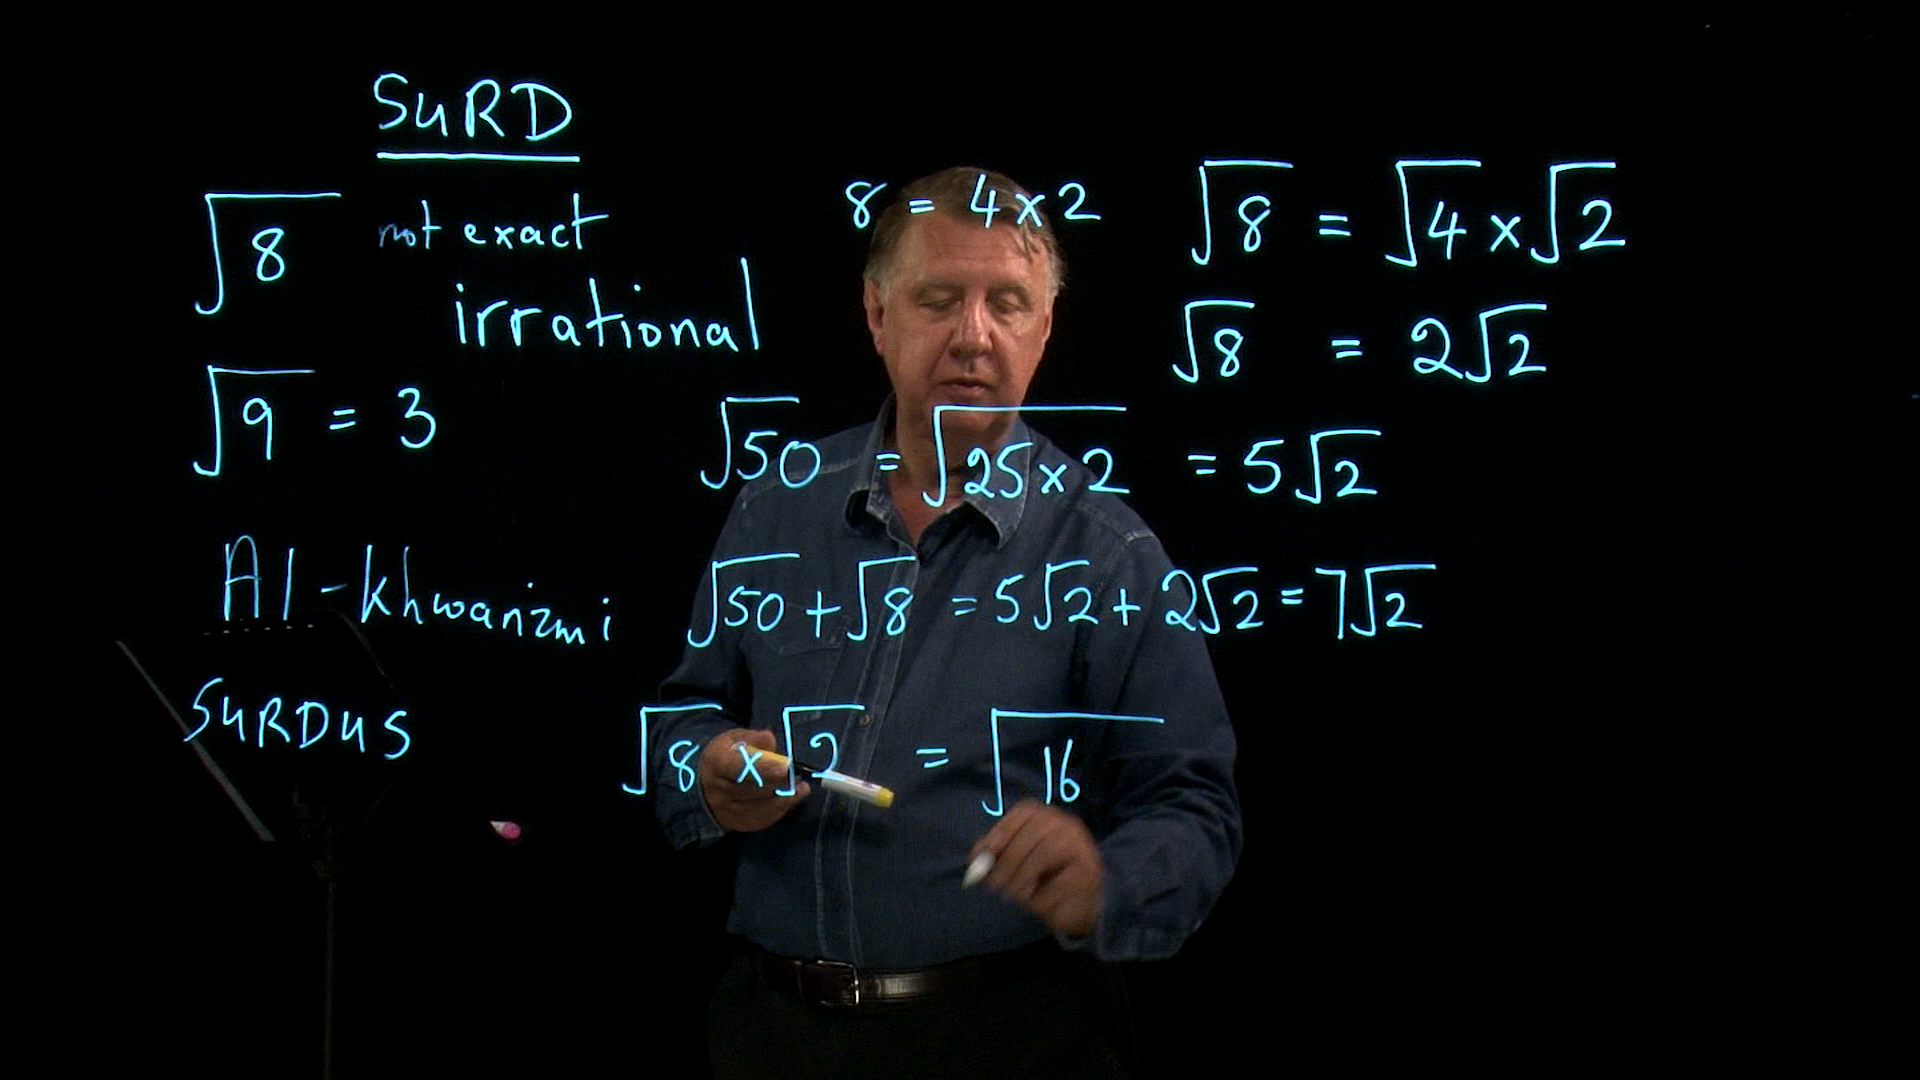 SURD
√8 not exact
irrational
√9 = 3
Al-khwarizmi
SURDUS
8 = 4 x 2
√8 = √4 x √2
√8 = 2√2
√50 = √25 x 2 = 5√2
√50 + √8 = 5√2 + 2√2 = 7√2
√8 x √2 = √16